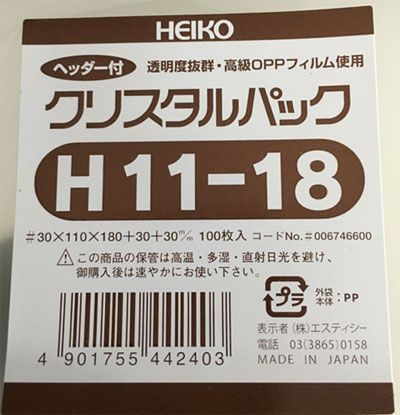 HEIKO
ヘッダー付 透明度抜群・高級OPPフィルム使用
クリスタルパック
H11-18
#30×110×180+30+30m/m 100枚入 コードNo.#006746600
この商品の保管は高温・多湿・直射日光を避け、
御購入後は速やかにお使い下さい。
プラ 外袋 本体:PP
表示者(株)エスティシー
電話 03(3865)0158
MADE IN JAPAN
4 901755 442403